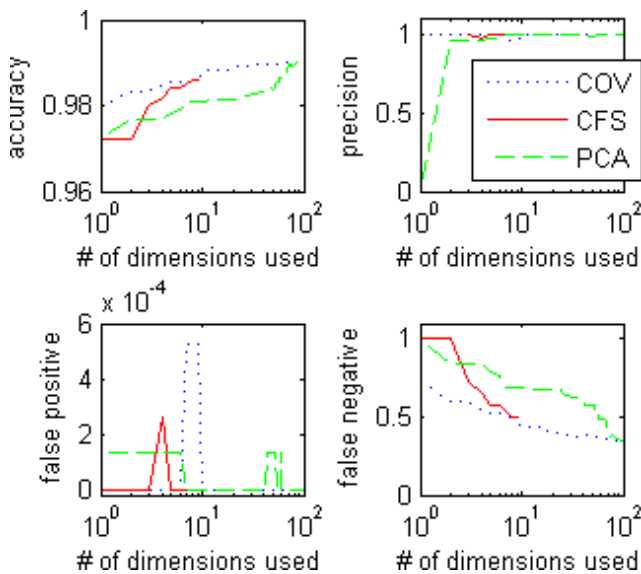 accuracy
1
0.98
0.96
10^0 10^1 10^2
# of dimensions used
precision
1
0.5
0
COV
CFS
PCA
10^0 10^1 10^2
# of dimensions used
x 10^-4
false positive
6
4
2
0
10^0 10^1 10^2
# of dimensions used
false negative
1
0.5
0
10^0 10^1 10^2
# of dimensions used